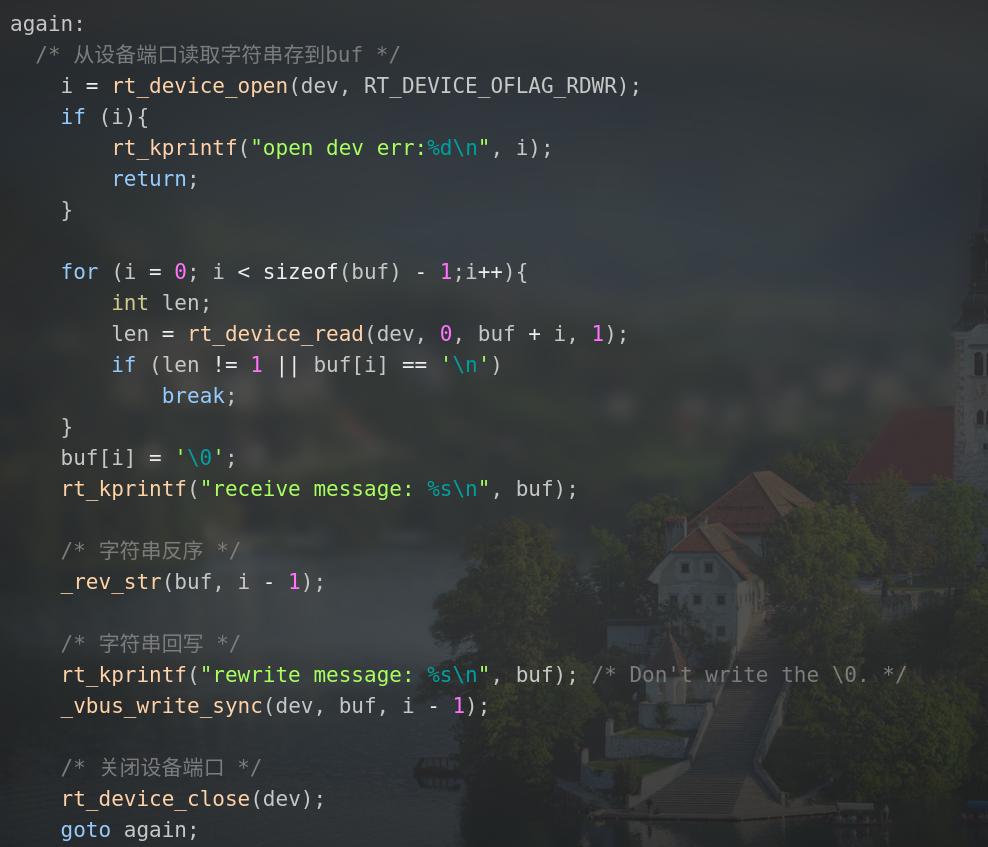 again:
/* 从设备端口读取字符串存到buf */
i = rt_device_open(dev, RT_DEVICE_OFLAG_RDWR);
if (i){
rt_kprintf("open dev err:%d\n", i);
return;
}
for (i = 0; i < sizeof(buf) - 1;i++){
int len;
len = rt_device_read(dev, 0, buf + i, 1);
if (len != 1 || buf[i] == '\n')
break;
}
buf[i] = '\0';
rt_kprintf("receive message: %s\n", buf);
/* 字符串反序 */
_rev_str(buf, i - 1);
/* 字符串回写 */
rt_kprintf("rewrite message: %s\n", buf); /* Don't write the \0. */
_vbus_write_sync(dev, buf, i - 1);
/* 关闭设备端口 */
rt_device_close(dev);
goto again;